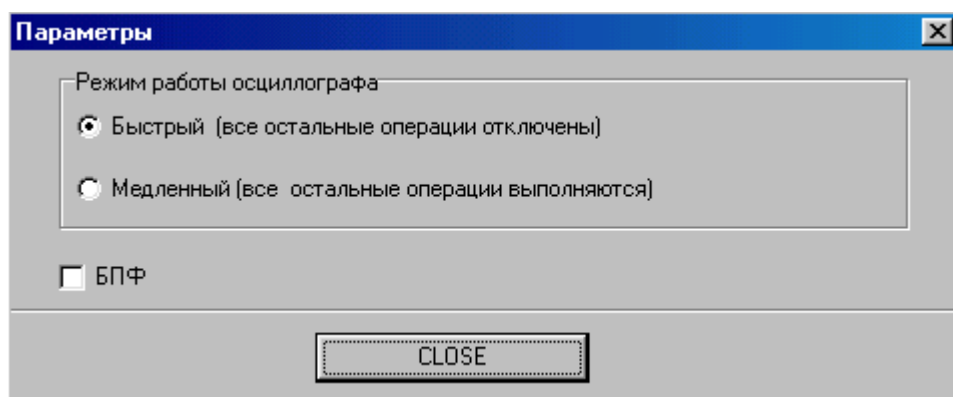 Параметры
Режим работы осциллографа
Быстрый (все остальные операции отключены)
Медленный (все остальные операции выполняются)
БПФ
CLOSE